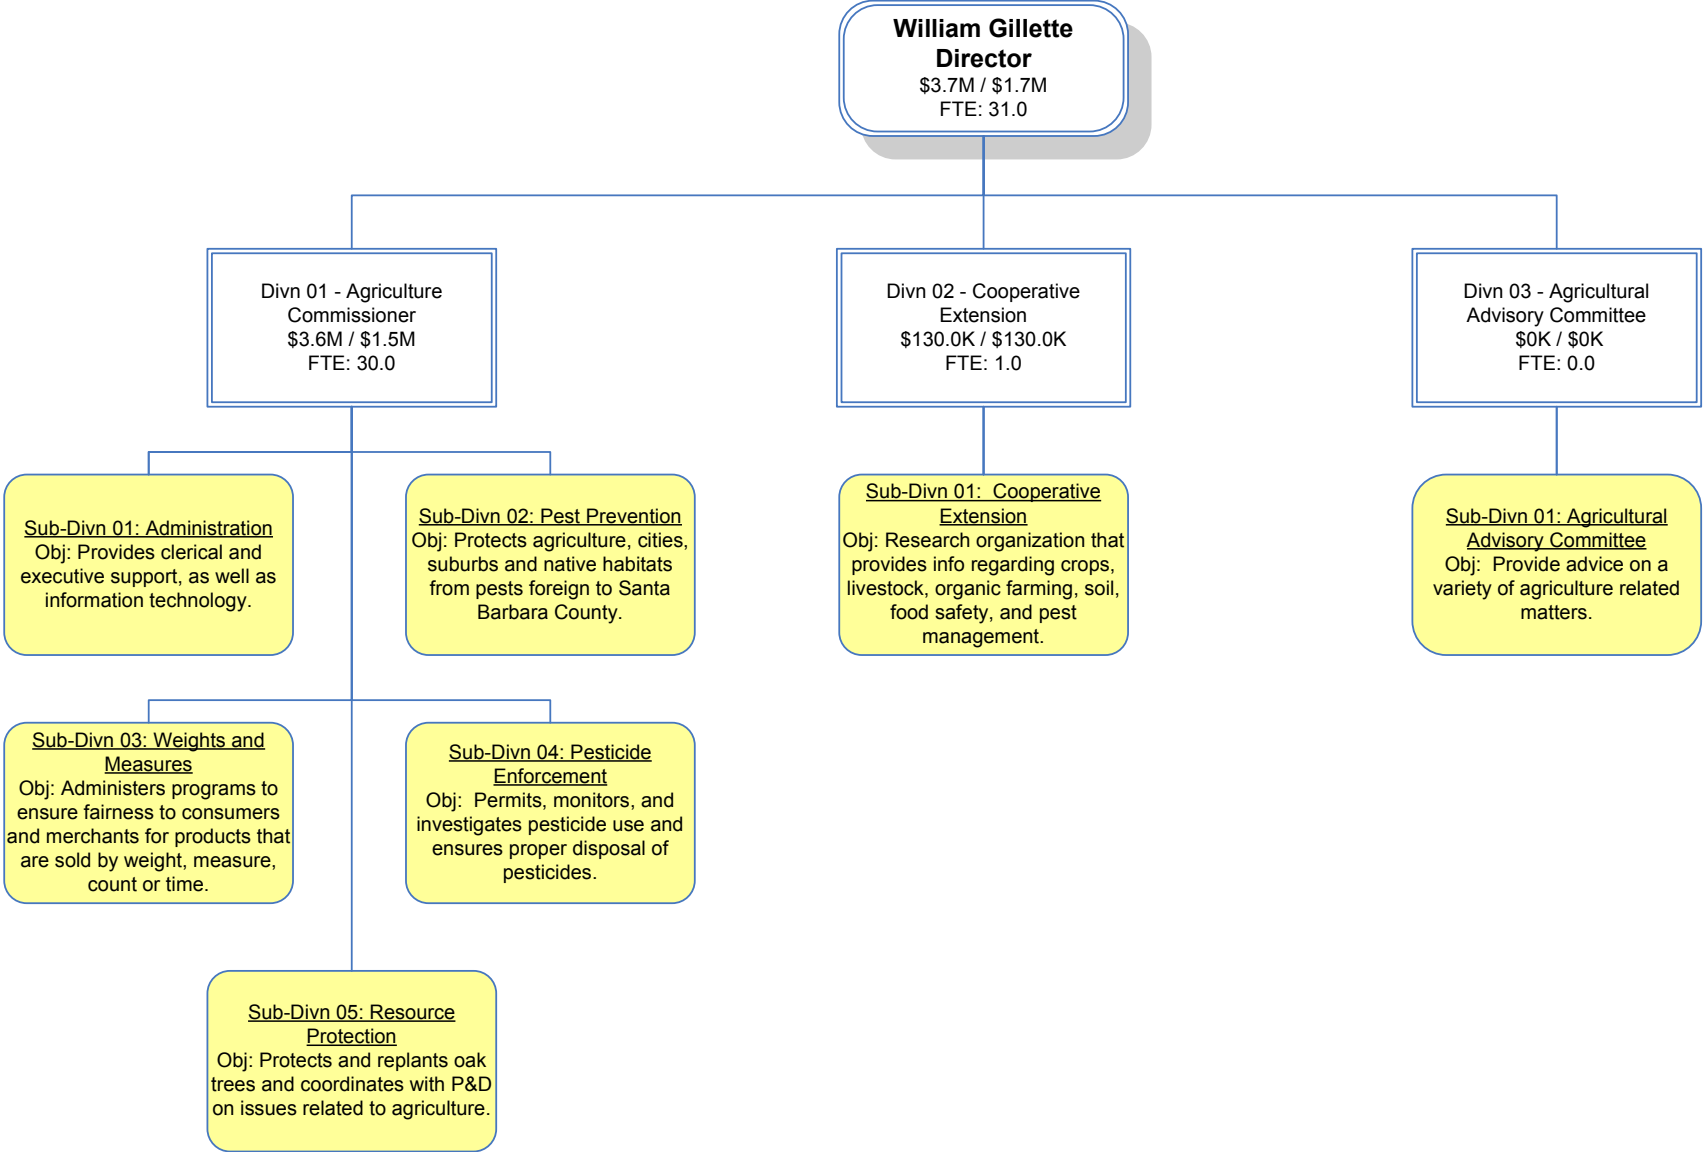 William Gillette
Director
$3.7M / $1.7M
FTE: 31.0
Divn 01 - Agriculture
Commissioner
$3.6M / $1.5M
FTE: 30.0
Divn 02 - Cooperative
Extension
$130.0K / $130.0K
FTE: 1.0
Divn 03 - Agricultural
Advisory Committee
$0K / $0K
FTE: 0.0
Sub-Divn 01: Administration
Obj: Provides clerical and
executive support, as well as
information technology.
Sub-Divn 02: Pest Prevention
Obj: Protects agriculture, cities,
suburbs and native habitats
from pests foreign to Santa
Barbara County.
Sub-Divn 01:  Cooperative
Extension
Obj: Research organization that
provides info regarding crops,
livestock, organic farming, soil,
food safety, and pest
management.
Sub-Divn 01: Agricultural
Advisory Committee
Obj:  Provide advice on a
variety of agriculture related
matters.
Sub-Divn 03: Weights and
Measures
Obj: Administers programs to
ensure fairness to consumers
and merchants for products that
are sold by weight, measure,
count or time.
Sub-Divn 04: Pesticide
Enforcement
Obj:  Permits, monitors, and
investigates pesticide use and
ensures proper disposal of
pesticides.
Sub-Divn 05: Resource
Protection
Obj: Protects and replants oak
trees and coordinates with P&D
on issues related to agriculture.